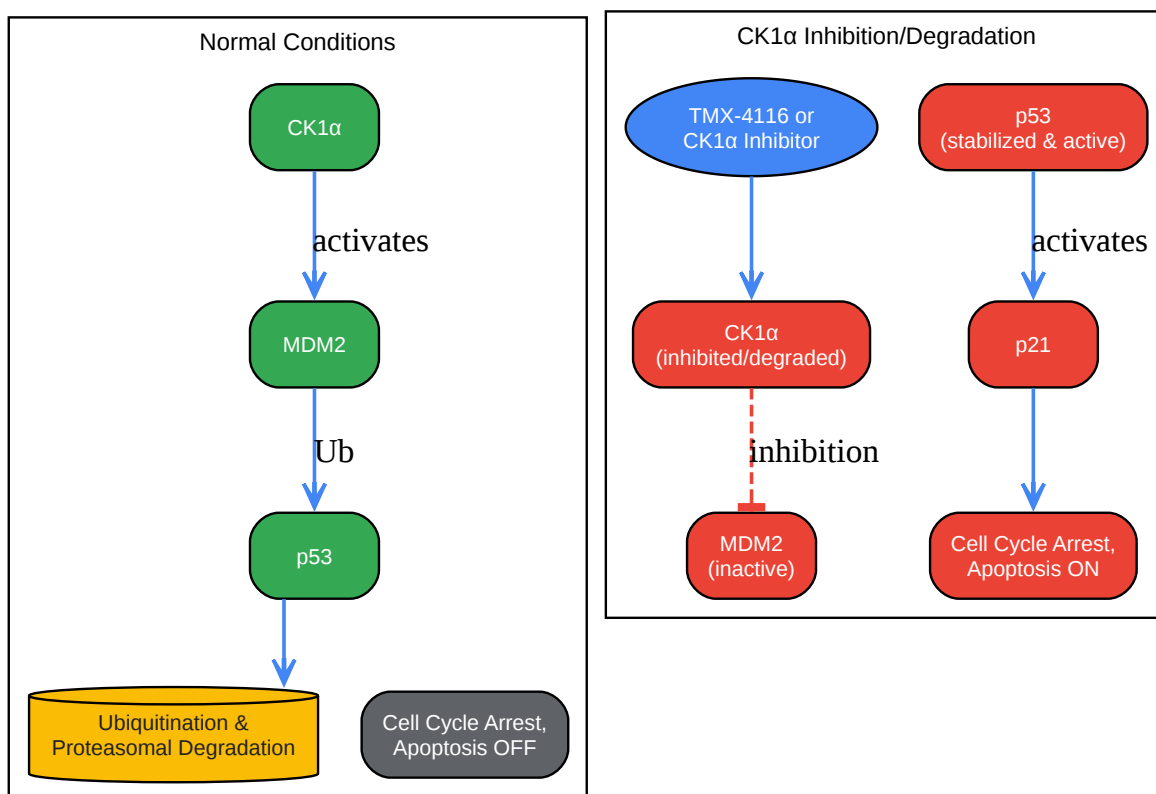 Normal Conditions
CK1α
activates
MDM2
Ub
p53
Ubiquitination &
Proteasomal Degradation
Cell Cycle Arrest,
Apoptosis OFF
CK1α Inhibition/Degradation
TMX-4116 or
CK1α Inhibitor
CK1α
(inhibited/degraded)
inhibition
MDM2
(inactive)
p53
(stabilized & active)
activates
p21
Cell Cycle Arrest,
Apoptosis ON